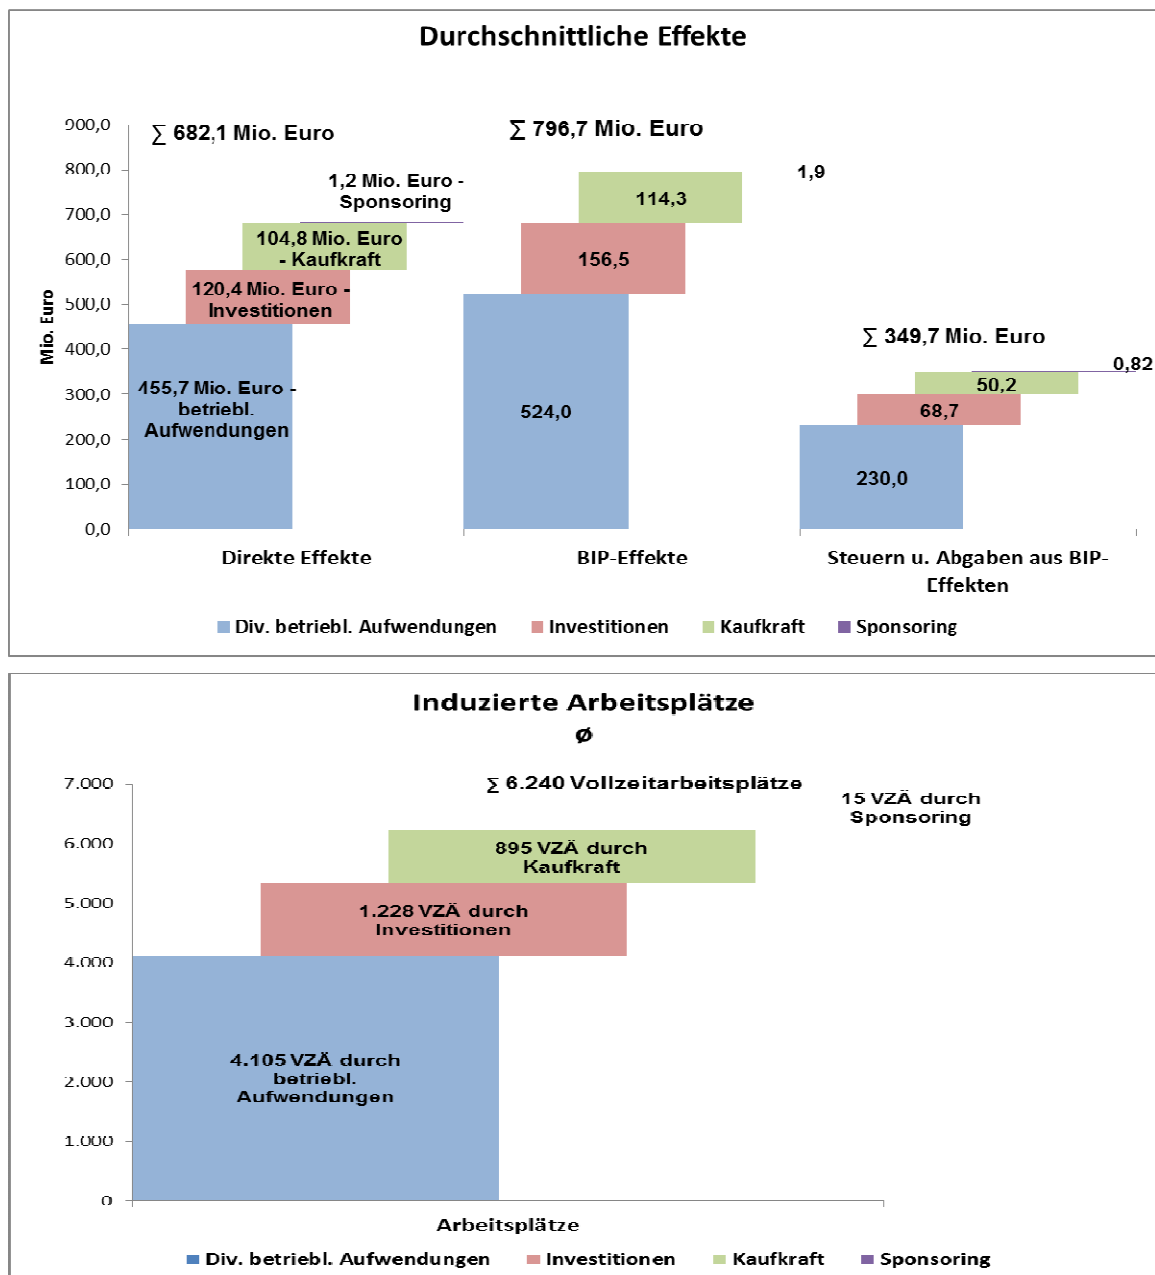 Durchschnittliche Effekte
Mio. Euro
900,0
800,0
700,0
600,0
500,0
400,0
300,0
200,0
100,0
0,0
∑ 682,1 Mio. Euro
1,2 Mio. Euro -
Sponsoring
104,8 Mio. Euro
- Kaufkraft
120,4 Mio. Euro -
Investitionen
455,7 Mio. Euro -
betriebl.
Aufwendungen
∑ 796,7 Mio. Euro
1,9
114,3
156,5
524,0
∑ 349,7 Mio. Euro
0,82
50,2
68,7
230,0
Direkte Effekte
BIP-Effekte
Steuern u. Abgaben aus BIP-
Effekten
Div. betriebl. Aufwendungen
Investitionen
Kaufkraft
Sponsoring
Induzierte Arbeitsplätze
Ø
7.000
6.000
5.000
4.000
3.000
2.000
1.000
0
∑ 6.240 Vollzeitarbeitsplätze
15 VZÄ durch
Sponsoring
895 VZÄ durch
Kaufkraft
1.228 VZÄ durch
Investitionen
4.105 VZÄ durch
betriebl.
Aufwendungen
Arbeitsplätze
Div. betriebl. Aufwendungen
Investitionen
Kaufkraft
Sponsoring